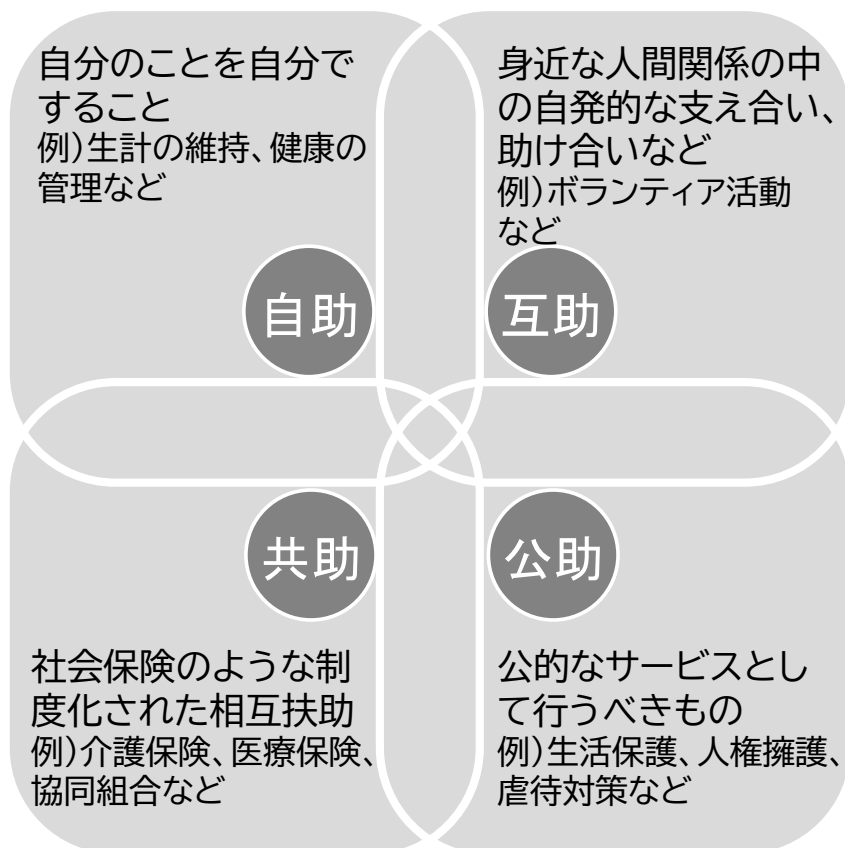 自分のことを自分で
すること
例)生計の維持、健康の
管理など
自助
身近な人間関係の中
の自発的な支え合い、
助け合いなど
例)ボランティア活動
など
互助
共助
社会保険のような制
度化された相互扶助
例)介護保険、医療保険、
協同組合など
公助
公的なサービスとし
て行うべきもの
例)生活保護、人権擁護、
虐待対策など